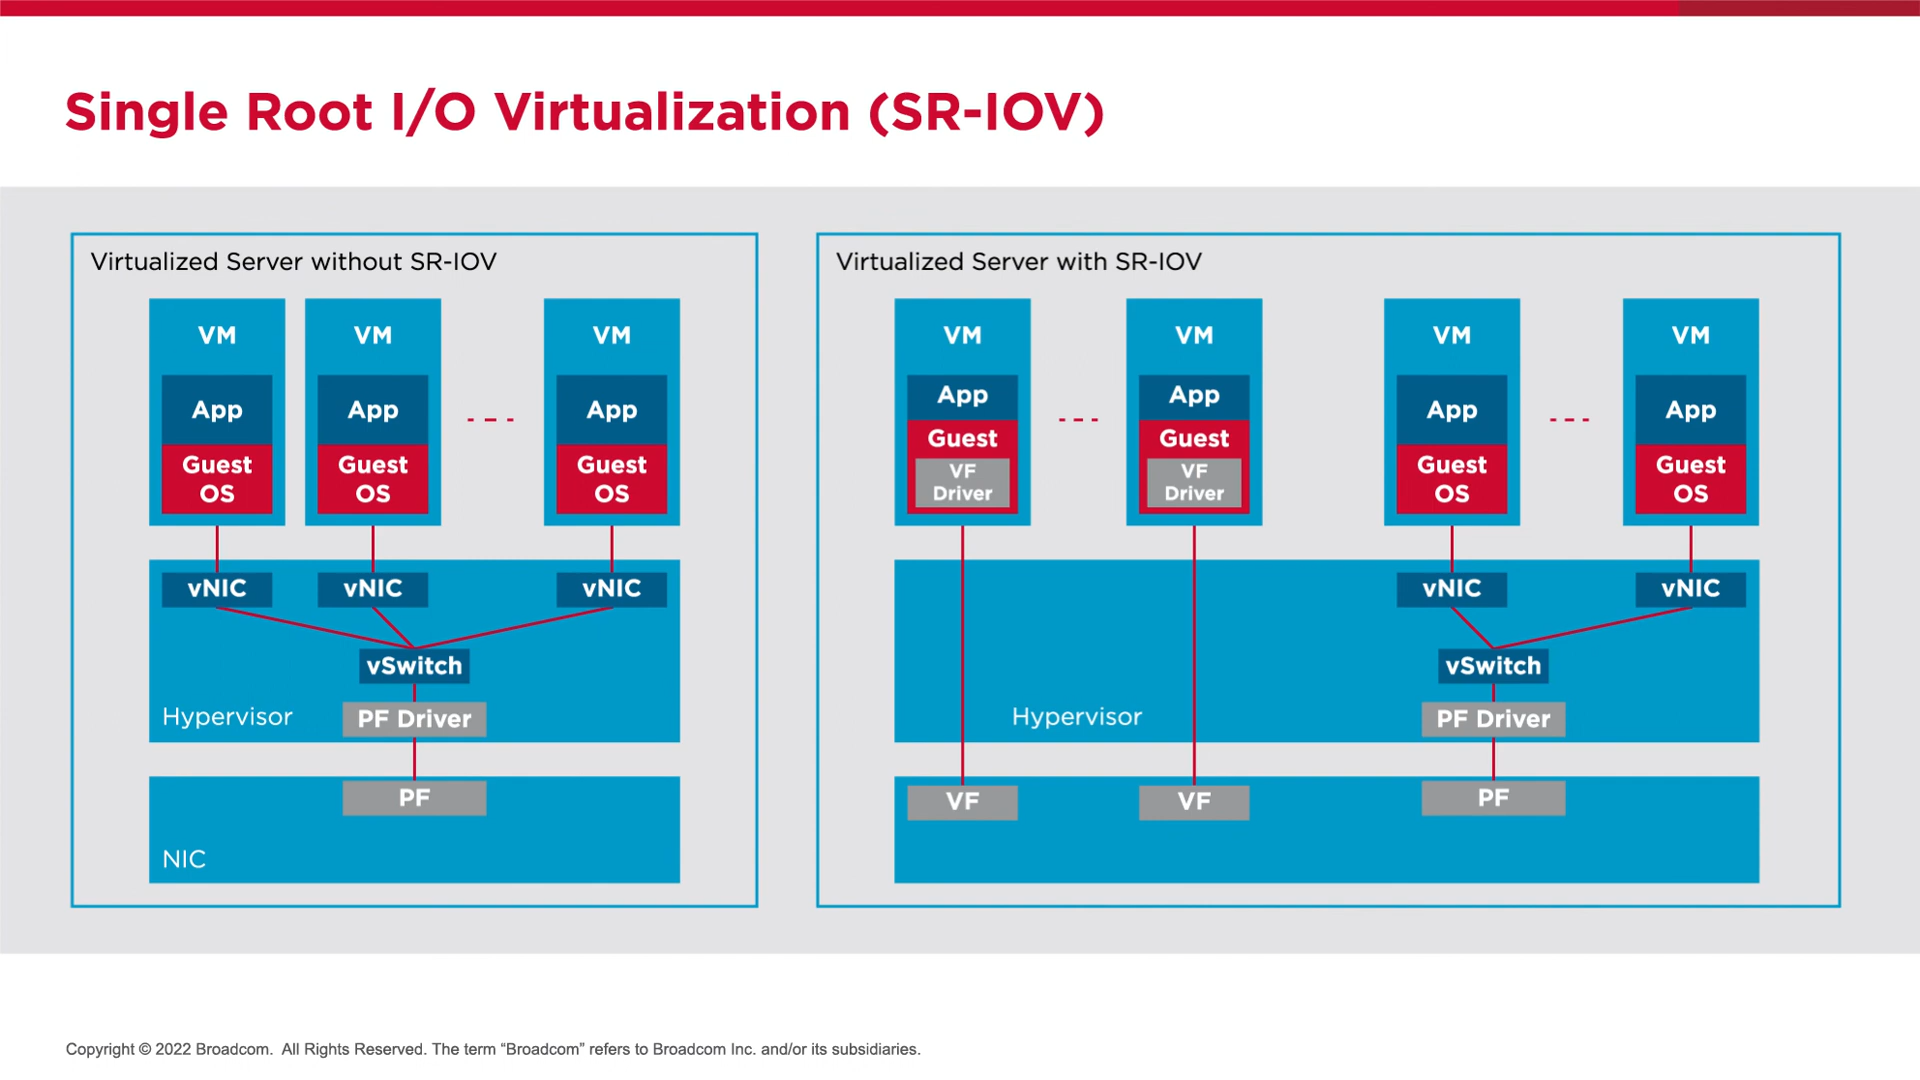 Single Root I/O Virtualization (SR-IOV)
Virtualized Server without SR-IOV
VM
VM
VM
App
App
App
- - -
Guest
OS
Guest
OS
Guest
OS
vNIC
vNIC
vNIC
vSwitch
Hypervisor
PF Driver
PF
NIC
Virtualized Server with SR-IOV
VM
VM
VM
VM
App
App
App
App
- - -
- - -
Guest
VF
Driver
Guest
VF
Driver
Guest
OS
Guest
OS
vNIC
vNIC
vSwitch
Hypervisor
PF Driver
VF
VF
PF
Copyright © 2022 Broadcom.  All Rights Reserved. The term “Broadcom” refers to Broadcom Inc. and/or its subsidiaries.